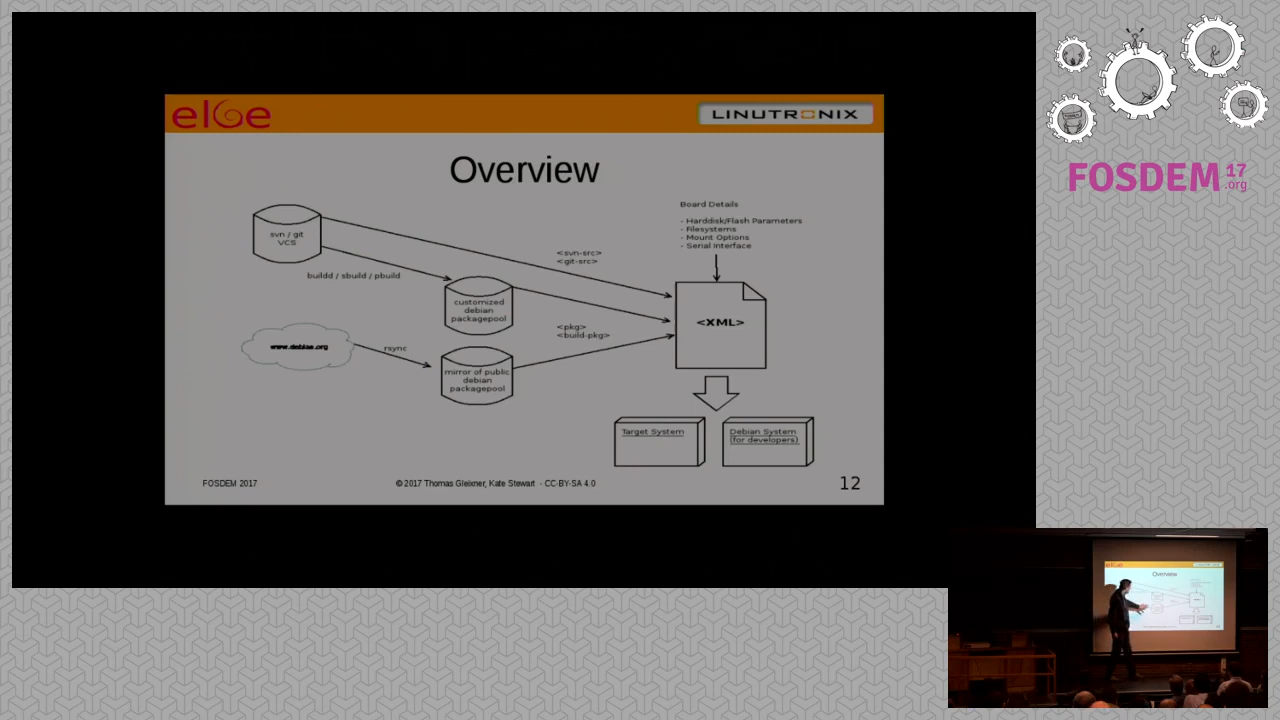 elbe
LINUTRONIX
Overview
svn / git
VCS
buildd / sbuild / pbuild
<svn-src>
<git-src>
Board Details
- Harddisk/Flash Parameters
- Filesystems
- Mount Options
- Serial Interface
customized
debian
packagepool
<XML>
www.debian.org
rsync
<pkg>
<build-pkg>
mirror of public
debian
packagepool
Target System
Debian System
(for developers)
FOSDEM 2017
© 2017 Thomas Gleixner, Kate Stewart - CC-BY-SA 4.0
12
FOSDEM 17
.org
elbe
Overview